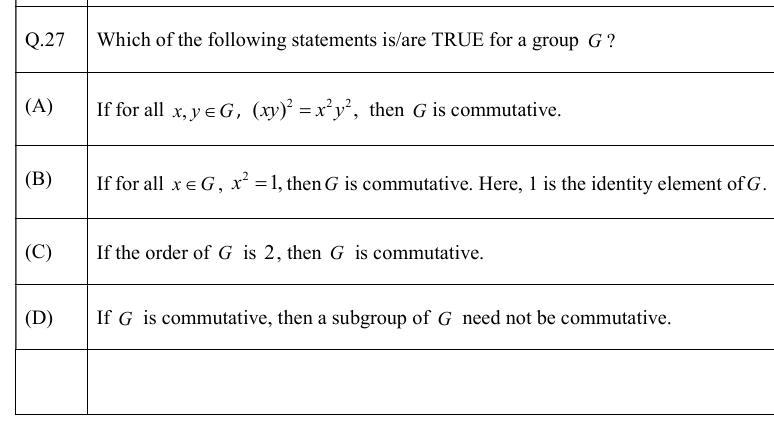 Q.27 Which of the following statements is/are TRUE for a group G ?
(A) If for all x, y ∈ G, (xy)² = x²y², then G is commutative.
(B) If for all x ∈ G, x² = 1, then G is commutative. Here, 1 is the identity element of G.
(C) If the order of G is 2, then G is commutative.
(D) If G is commutative, then a subgroup of G need not be commutative.